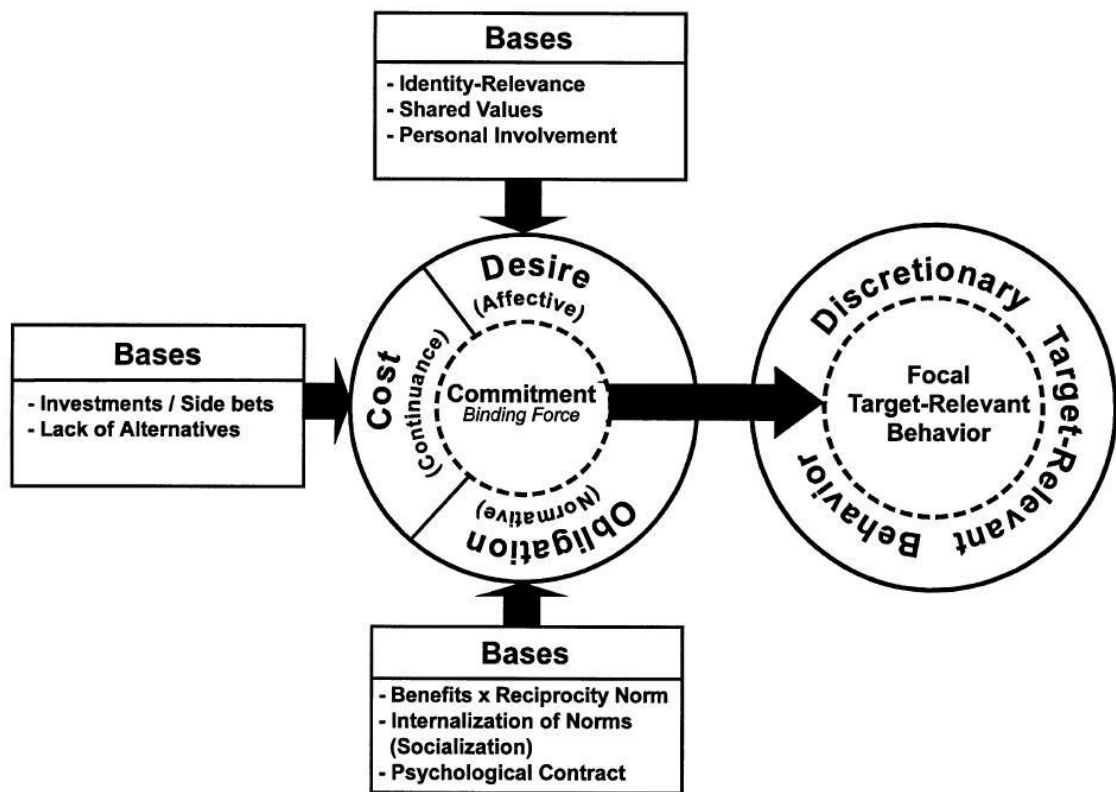 Bases
- Identity-Relevance
- Shared Values
- Personal Involvement
Bases
- Investments / Side bets
- Lack of Alternatives
Desire
(Affective)
Cost
(Continuance)
Commitment
Binding Force
Obligation
(Normative)
Discretionary Target-Relevant Behavior
Focal
Target-Relevant
Behavior
Bases
- Benefits x Reciprocity Norm
- Internalization of Norms
(Socialization)
- Psychological Contract